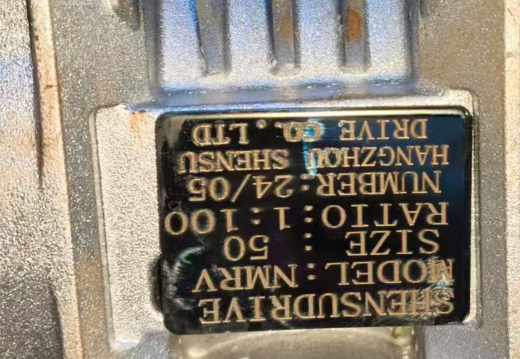 SHENSUDRIVE
MODEL:NMRV
SIZE : 50
RATIO:1:100
NUMBER:24/05
HANGZHOU SHENSU
DRIVE CO.LTD